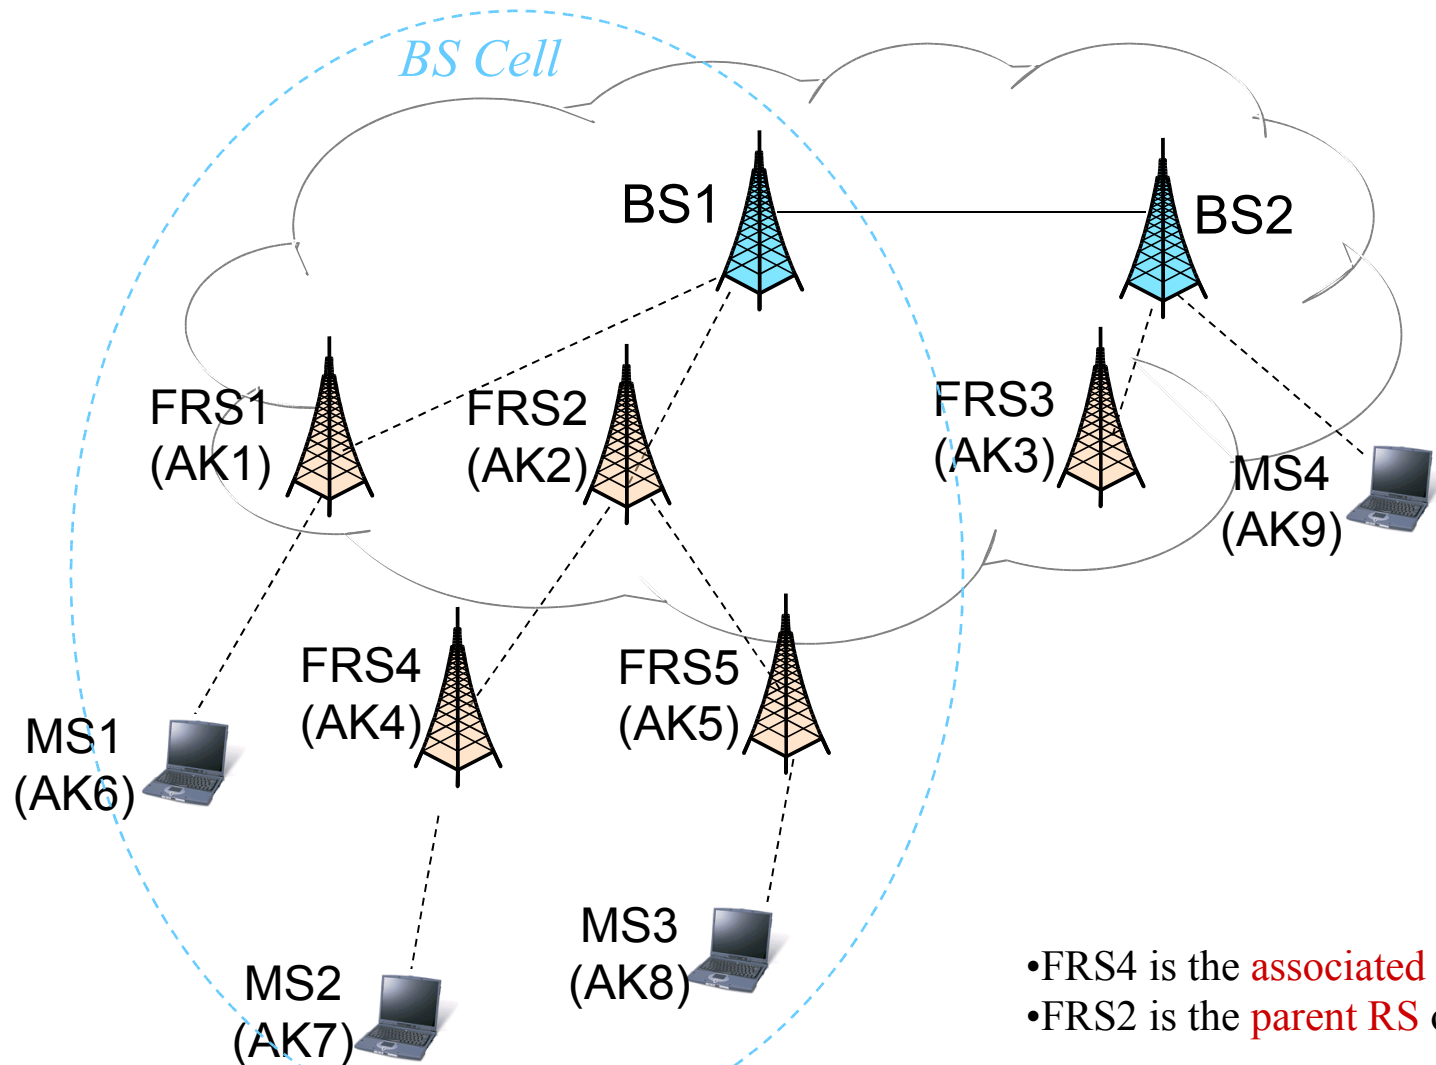 BS Cell
BS1
BS2
FRS1
(AK1)
FRS2
(AK2)
FRS3
(AK3)
MS4
(AK9)
FRS4
(AK4)
FRS5
(AK5)
MS1
(AK6)
MS3
(AK8)
MS2
(AK7)
•FRS4 is the associated
•FRS2 is the parent RS